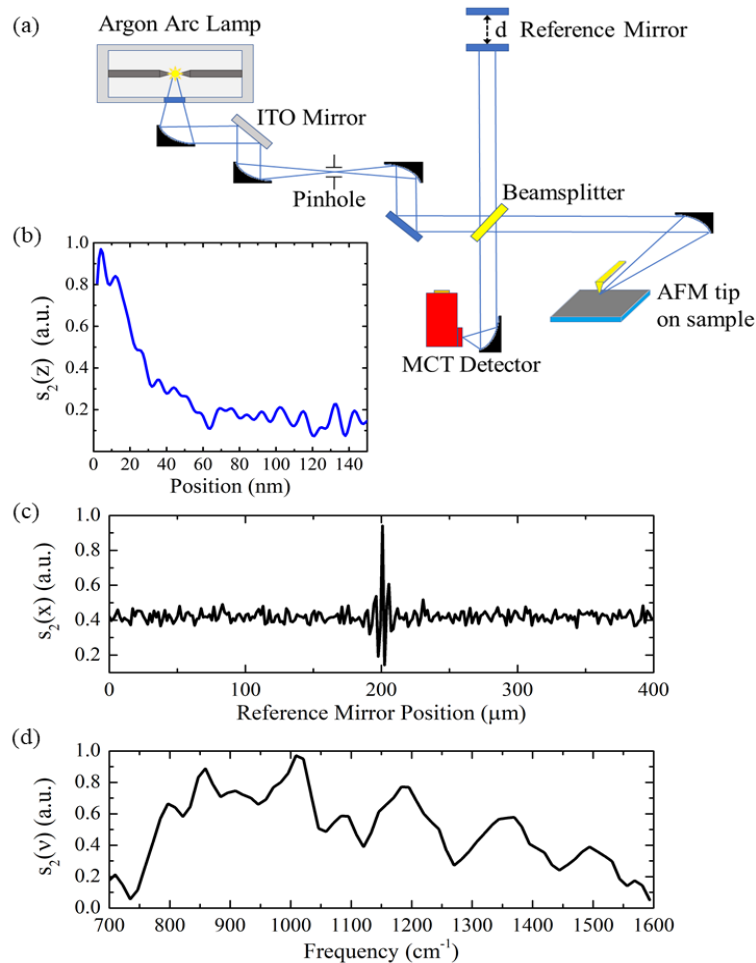 (a)
Argon Arc Lamp
d Reference Mirror
ITO Mirror
Pinhole
Beamsplitter
AFM tip
on sample
MCT Detector
(b)
1.0
0.8
0.6
0.4
0.2
s₂(z) (a.u.)
0 20 40 60 80 100 120 140
Position (nm)
(c)
1.0
0.8
0.6
0.4
0.2
s₂(x) (a.u.)
0 100 200 300 400
Reference Mirror Position (μm)
(d)
1.0
0.8
0.6
0.4
0.2
0.0
s₂(ν) (a.u.)
700 800 900 1000 1100 1200 1300 1400 1500 1600
Frequency (cm⁻¹)